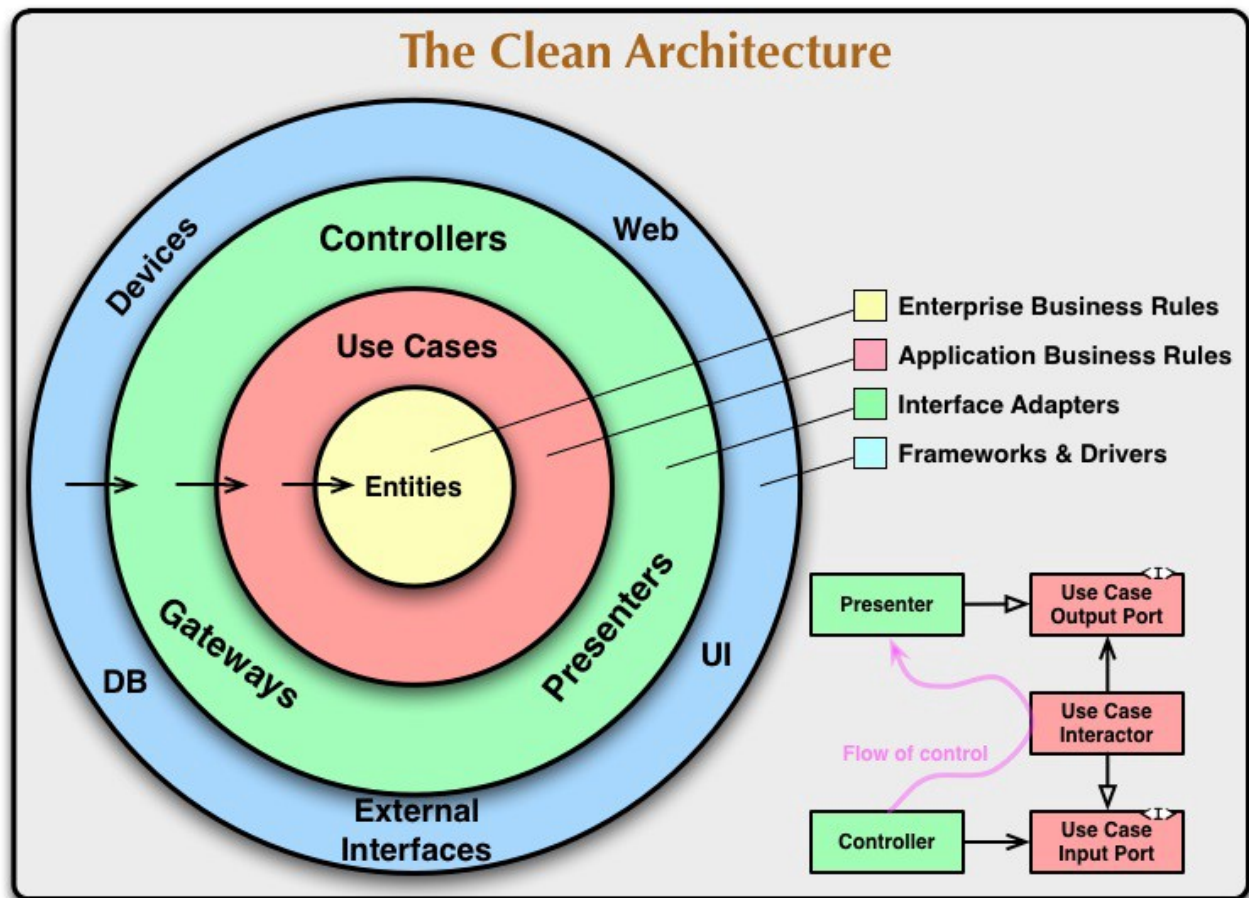 The Clean Architecture
Devices
Controllers
Web
Use Cases
Entities
Gateways
Presenters
DB
UI
External
Interfaces
Enterprise Business Rules
Application Business Rules
Interface Adapters
Frameworks & Drivers
Presenter
<I>
Use Case
Output Port
Use Case
Interactor
Flow of control
Controller
<I>
Use Case
Input Port